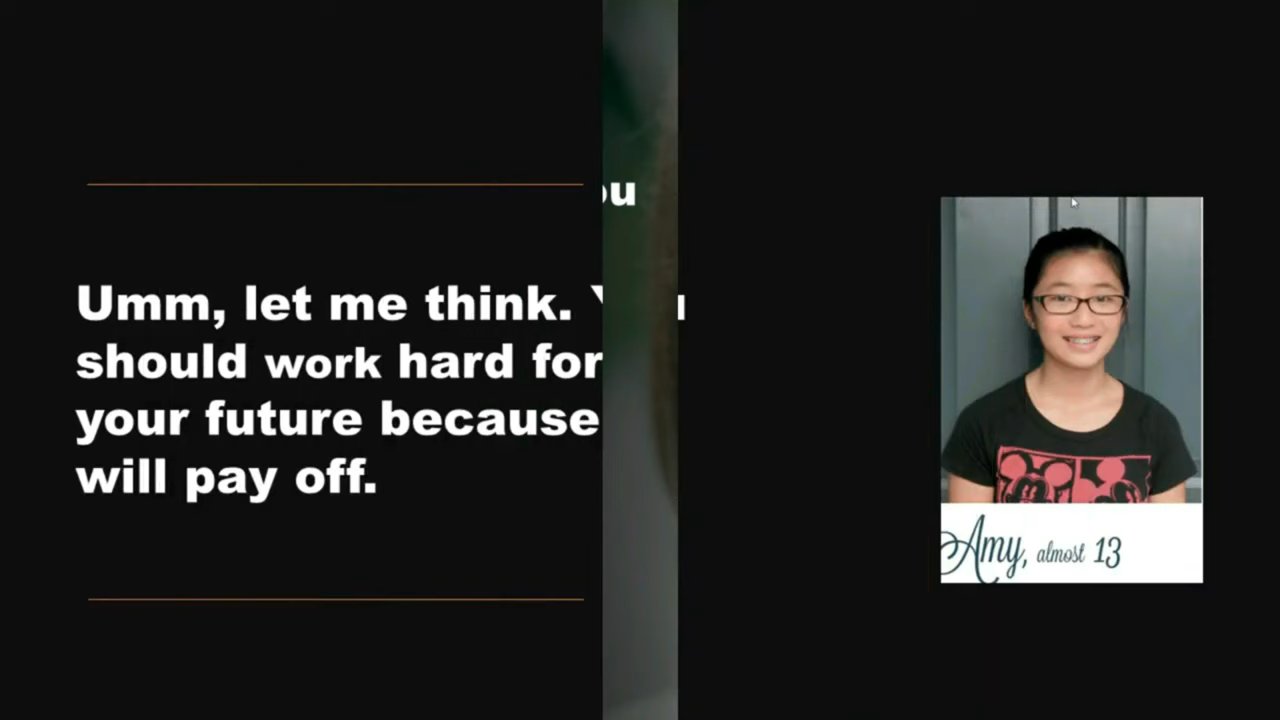 ou
Umm, let me think.
should work hard for
your future because
will pay off.
Amy, almost 13